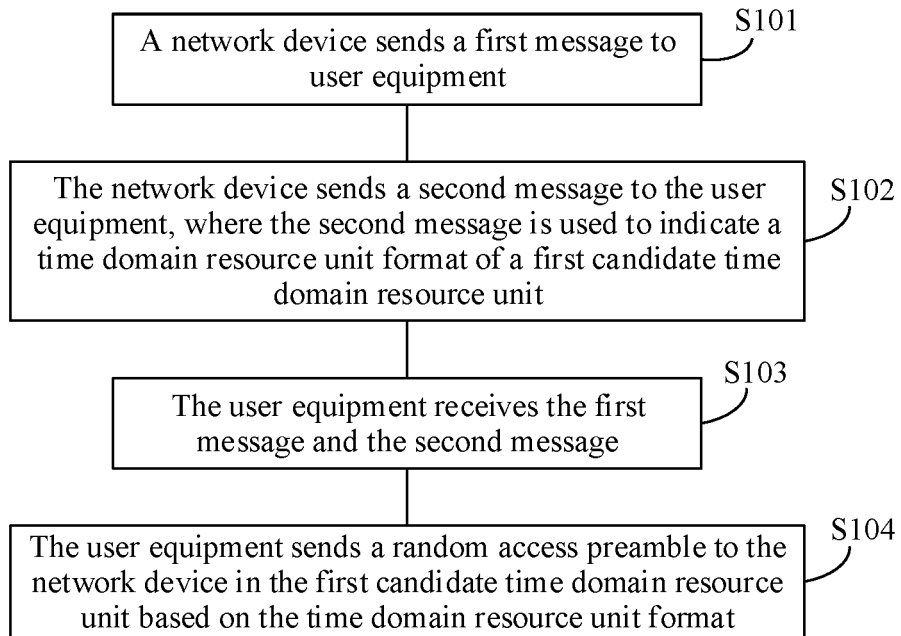 S101
A network device sends a first message to
user equipment
S102
The network device sends a second message to the user
equipment, where the second message is used to indicate a
time domain resource unit format of a first candidate time
domain resource unit
S103
The user equipment receives the first
message and the second message
S104
The user equipment sends a random access preamble to the
network device in the first candidate time domain resource
unit based on the time domain resource unit format